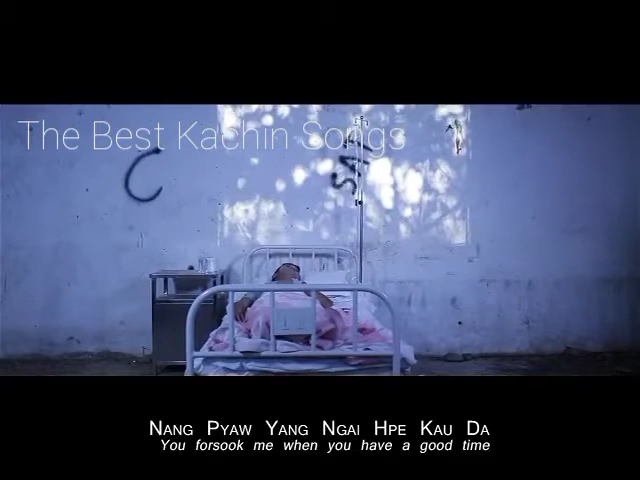 The Best Kachin Songs
C
SAI
NANG PYAW YANG NGAI HPE KAU DA
You forsook me when you have a good time